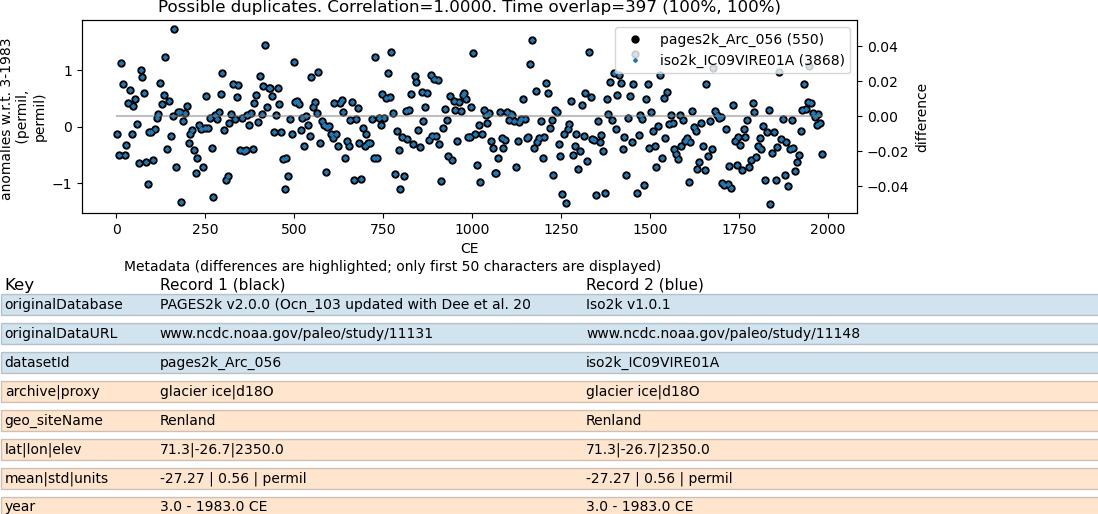 Possible duplicates. Correlation=1.0000. Time overlap=397 (100%, 100%)
anomalies w.r.t. 3-1983
(permil,
permil)
1
0
−1
pages2k_Arc_056 (550)
iso2k_IC09VIRE01A (3868)
0.04
0.02
0.00
−0.02
−0.04
difference
0 250 500 750 1000 1250 1500 1750 2000
CE
Metadata (differences are highlighted; only first 50 characters are displayed)
Key Record 1 (black) Record 2 (blue)
originalDatabase PAGES2k v2.0.0 (Ocn_103 updated with Dee et al. 20 Iso2k v1.0.1
originalDataURL www.ncdc.noaa.gov/paleo/study/11131 www.ncdc.noaa.gov/paleo/study/11148
datasetId pages2k_Arc_056 iso2k_IC09VIRE01A
archive|proxy glacier ice|d18O glacier ice|d18O
geo_siteName Renland Renland
lat|lon|elev 71.3|-26.7|2350.0 71.3|-26.7|2350.0
mean|std|units -27.27 | 0.56 | permil -27.27 | 0.56 | permil
year 3.0 - 1983.0 CE 3.0 - 1983.0 CE